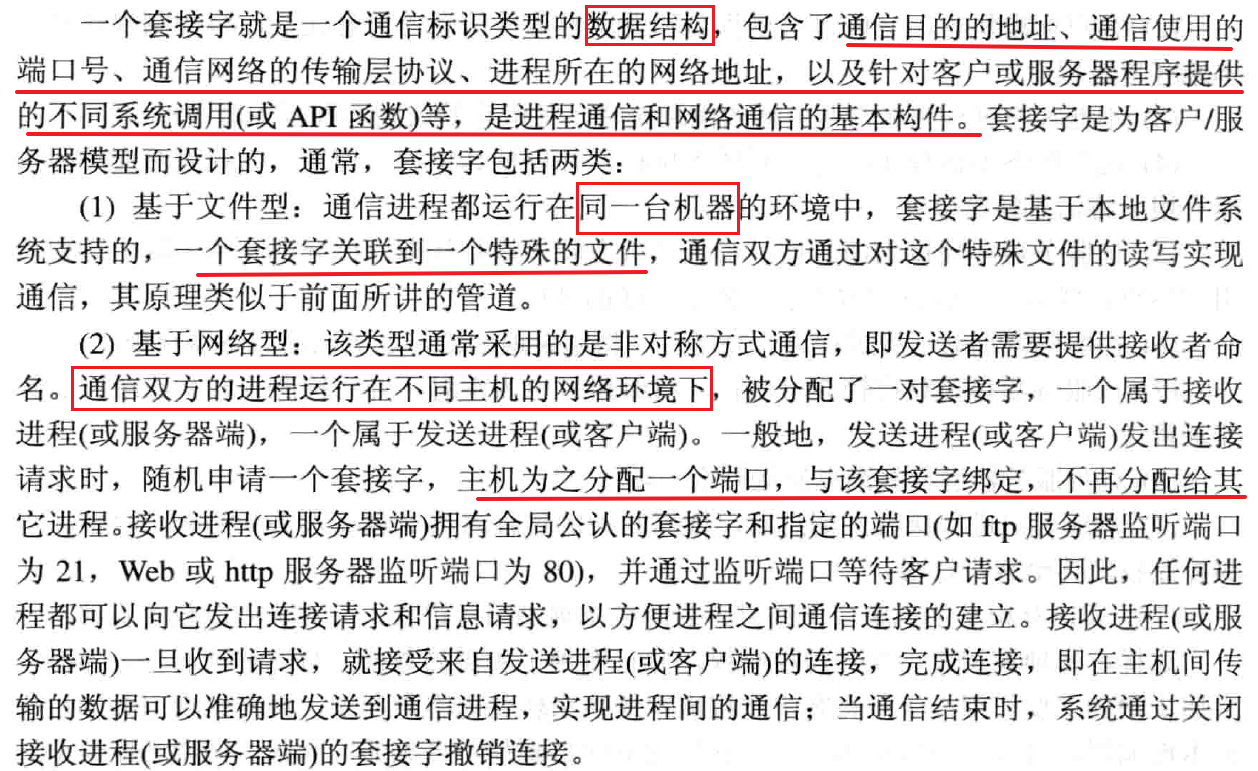 一个套接字就是一个通信标识类型的数据结构，包含了通信目的的地址、通信使用的
端口号、通信网络的传输层协议、进程所在的网络地址，以及针对客户或服务器程序提供
的不同系统调用(或 API 函数)等，是进程通信和网络通信的基本构件。套接字是为客户/服
务器模型而设计的，通常，套接字包括两类：
(1) 基于文件型：通信进程都运行在同一台机器的环境中，套接字是基于本地文件系
统支持的，一个套接字关联到一个特殊的文件，通信双方通过对这个特殊文件的读写实现
通信，其原理类似于前面所讲的管道。
(2) 基于网络型：该类型通常采用的是非对称方式通信，即发送者需要提供接收者命
名。通信双方的进程运行在不同主机的网络环境下，被分配了一对套接字，一个属于接收
进程(或服务器端)，一个属于发送进程(或客户端)。一般地，发送进程(或客户端)发出连接
请求时，随机申请一个套接字，主机为之分配一个端口，与该套接字绑定，不再分配给其
它进程。接收进程(或服务器端)拥有全局公认的套接字和指定的端口(如 ftp 服务器监听端口
为 21，Web 或 http 服务器监听端口为 80)，并通过监听端口等待客户请求。因此，任何进
程都可以向它发出连接请求和信息请求，以方便进程之间通信连接的建立。接收进程(或服
务器端)一旦收到请求，就接受来自发送进程(或客户端)的连接，完成连接，即在主机间传
输的数据可以准确地发送到通信进程，实现进程间的通信；当通信结束时，系统通过关闭
接收进程(或服务器端)的套接字撤销连接。